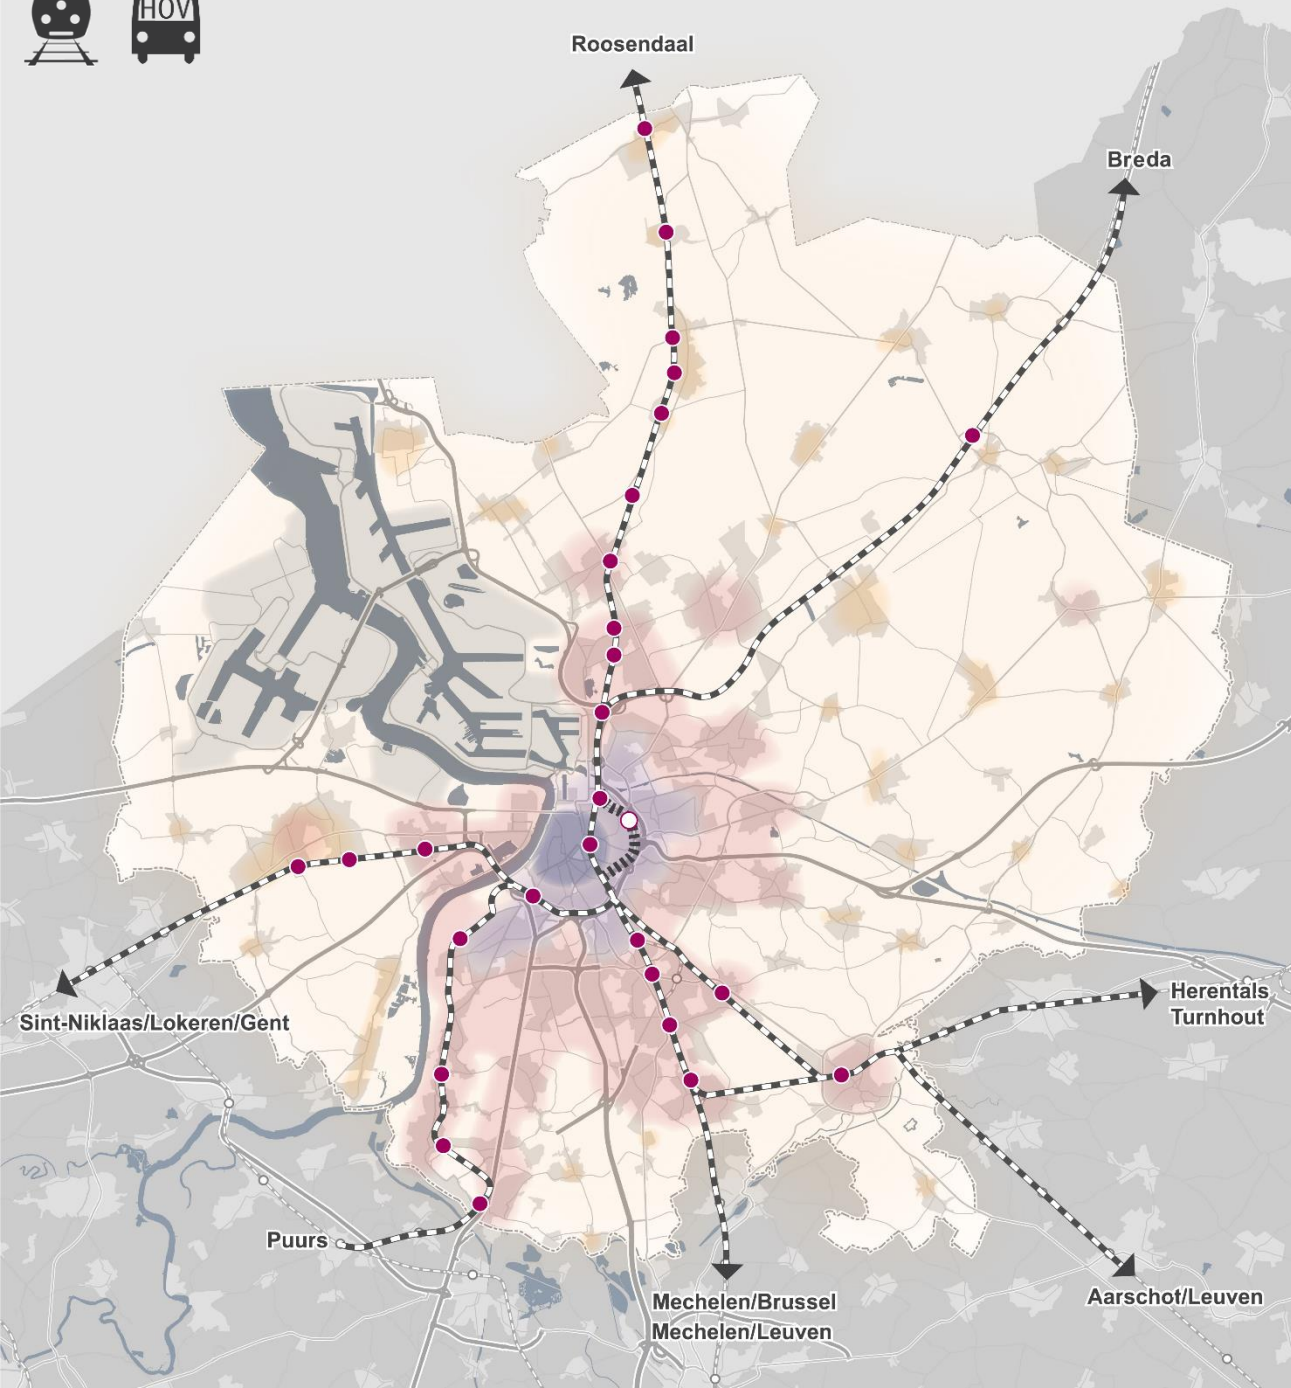 HOV
Roosendaal
Breda
Herentals
Turnhout
Sint-Niklaas/Lokeren/Gent
Puurs
Aarschot/Leuven
Mechelen/Brussel
Mechelen/Leuven